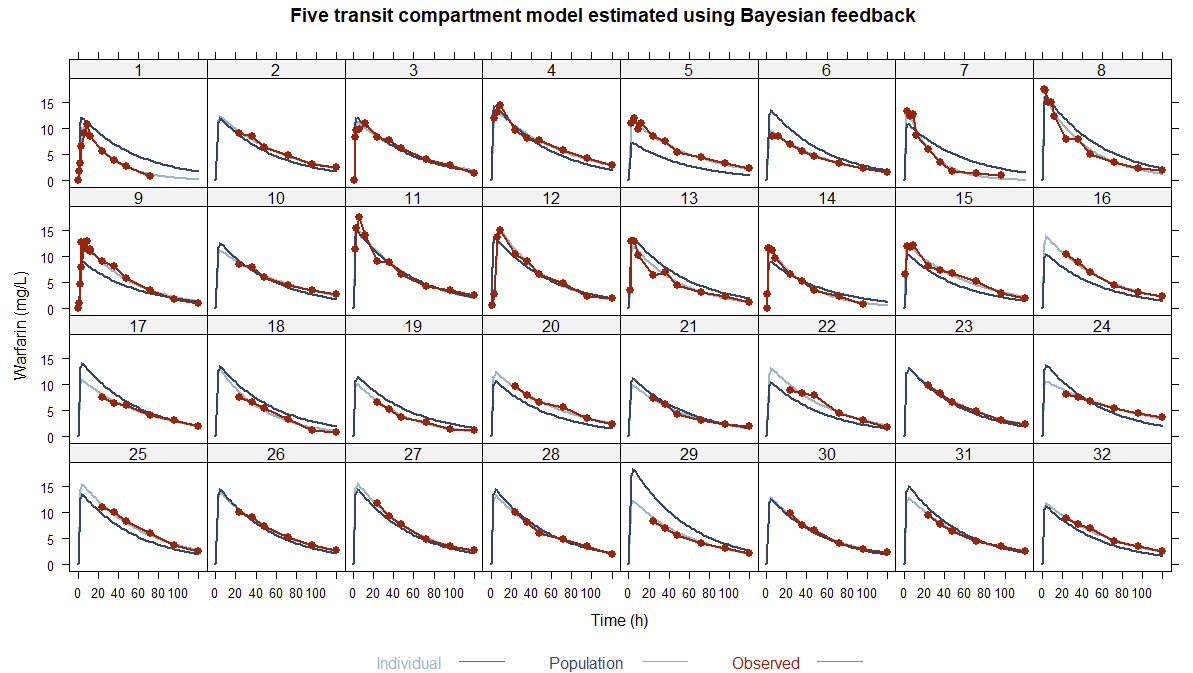 Five transit compartment model estimated using Bayesian feedback
1 2 3 4 5 6 7 8
15
10
5
0
9 10 11 12 13 14 15 16
15
10
5
0
17 18 19 20 21 22 23 24
15
10
5
0
25 26 27 28 29 30 31 32
15
10
5
0
Warfarin (mg/L)
0 20 40 60 80 100 0 20 40 60 80 100 0 20 40 60 80 100 0 20 40 60 80 100 0 20 40 60 80 100 0 20 40 60 80 100 0 20 40 60 80 100 0 20 40 60 80 100
Time (h)
Individual Population Observed